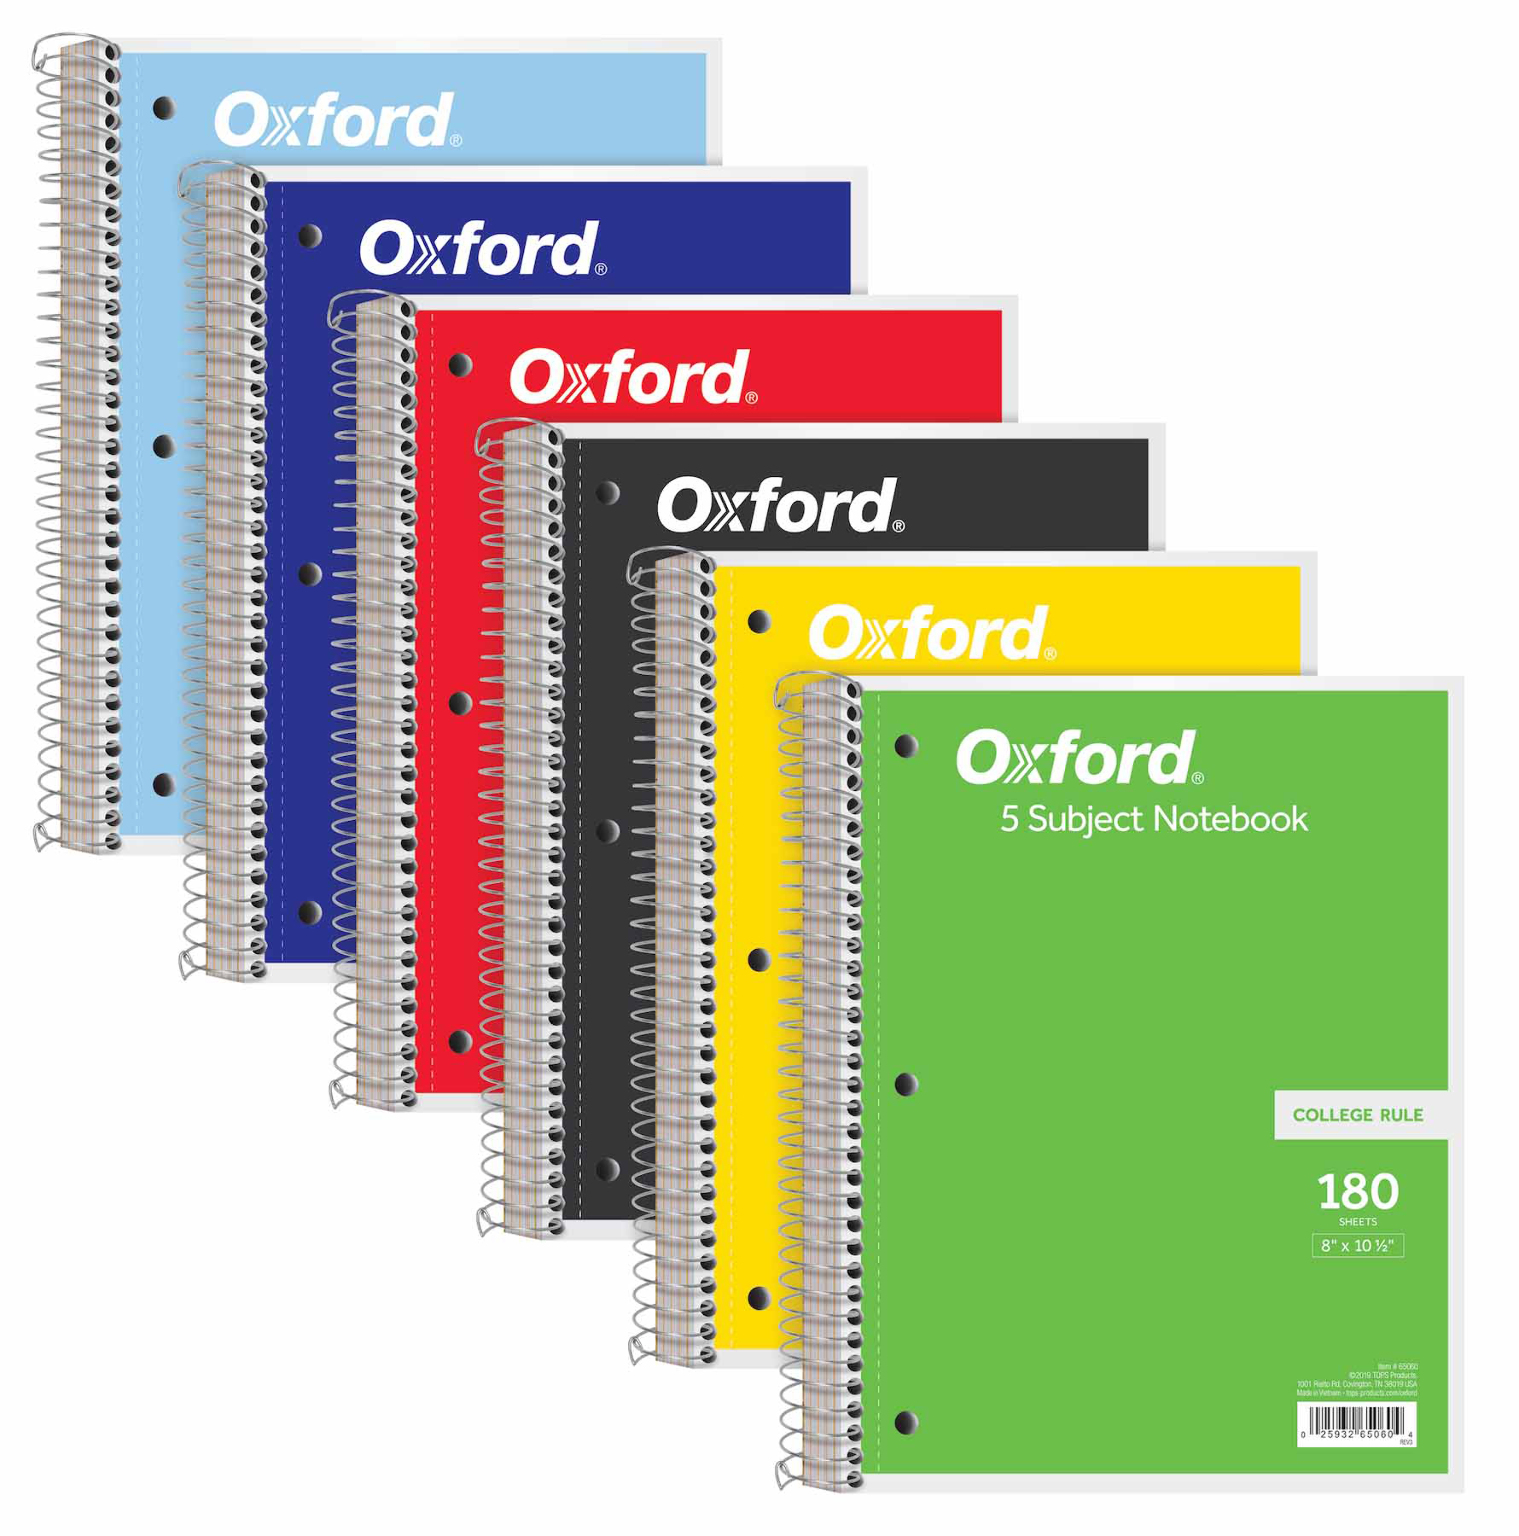 Oxford®
Oxford®
Oxford®
Oxford®
Oxford®
Oxford®
5 Subject Notebook
COLLEGE RULE
180
SHEETS
8" x 10 ½"
Item # 65060
©2019 TOPS Products,
1001 Rialto Rd, Covington, TN 38019 USA
Made in Vietnam • tops-products.com/oxford
0 25932 65060 4
REV3